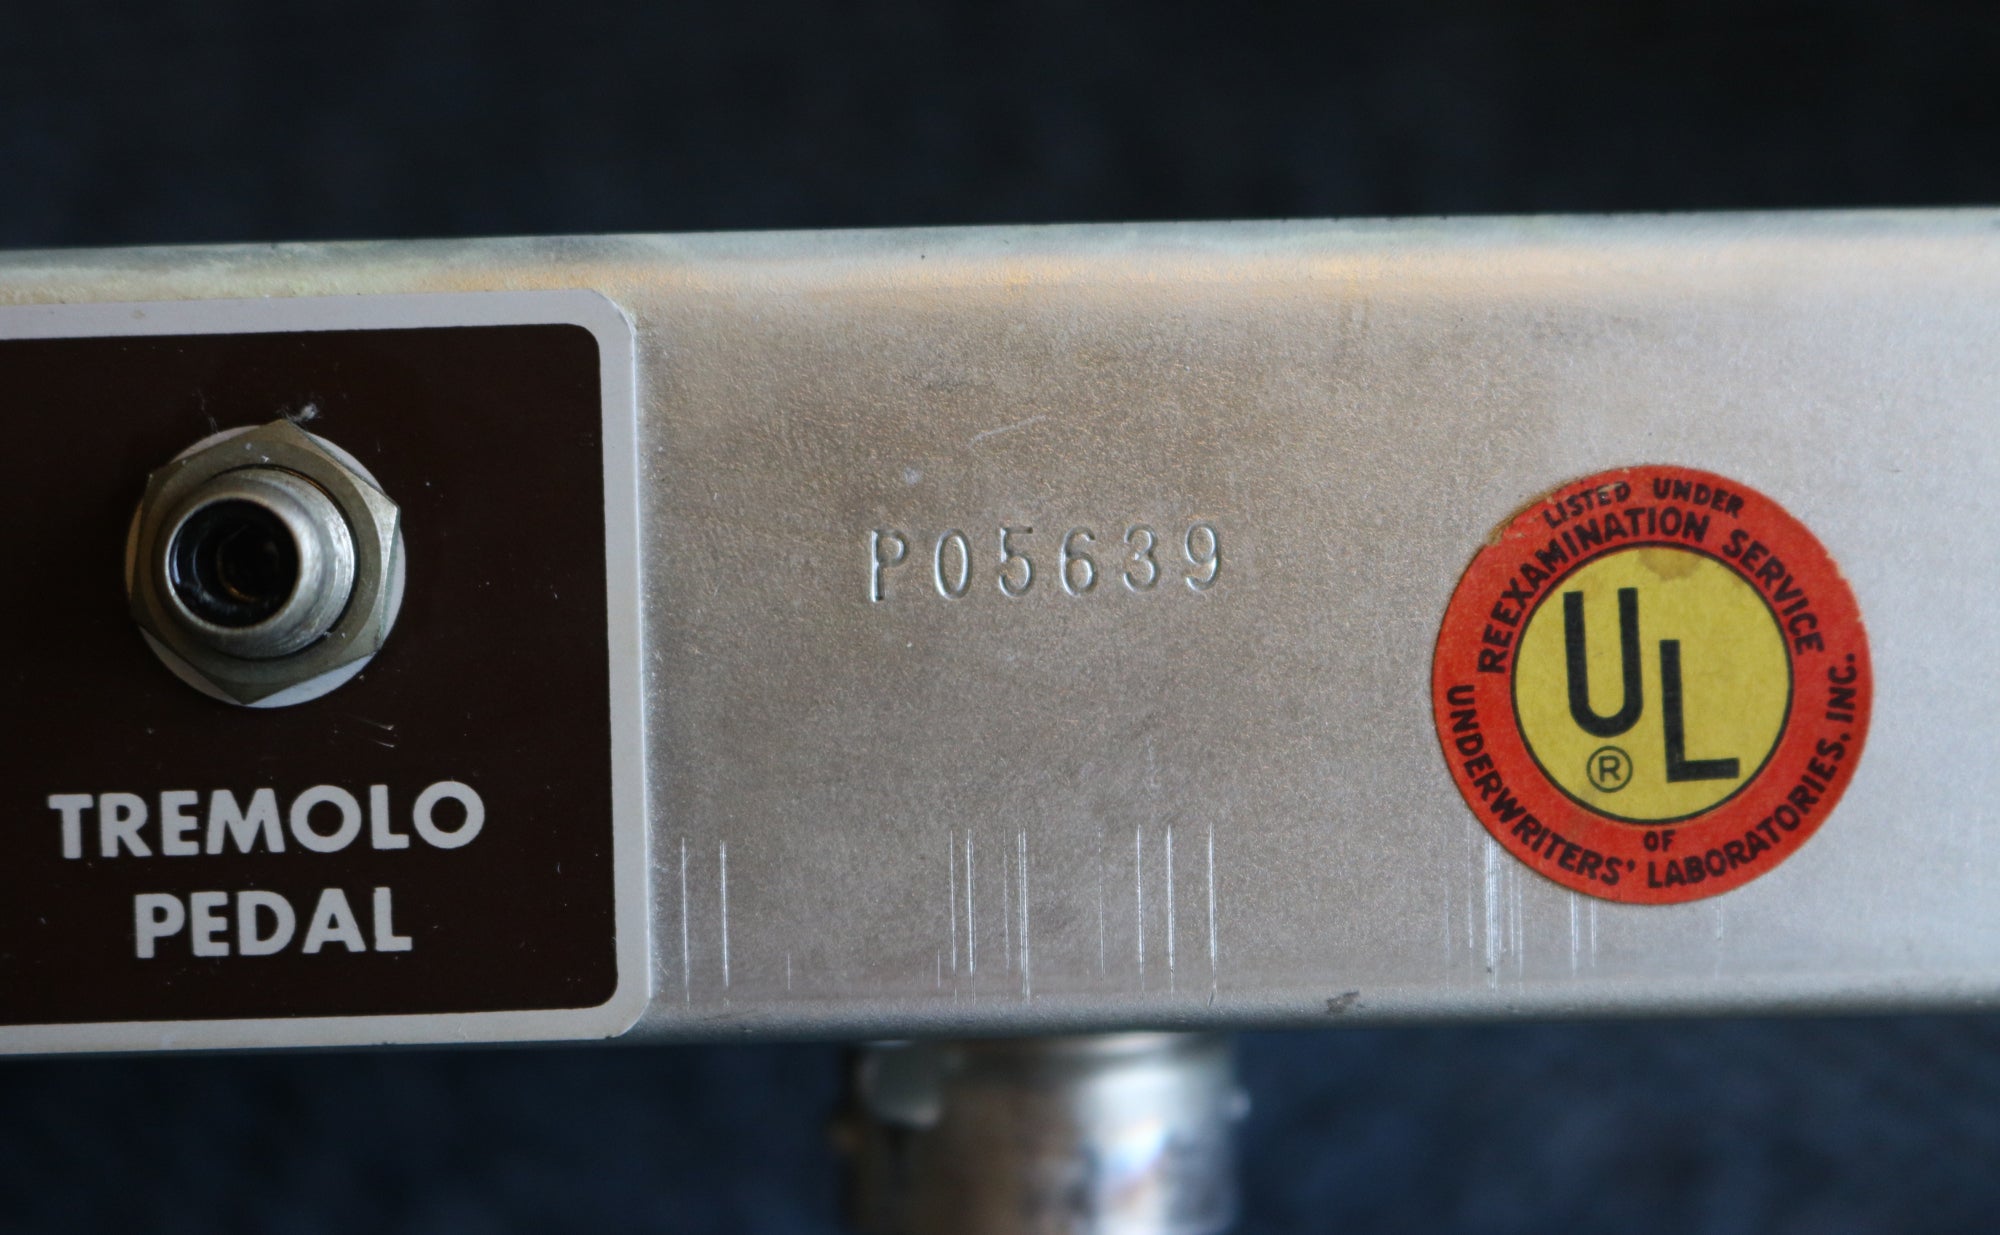 TREMOLO
PEDAL
P05639
LISTED UNDER
REEXAMINATION SERVICE
UL
®
OF
UNDERWRITERS' LABORATORIES, INC.